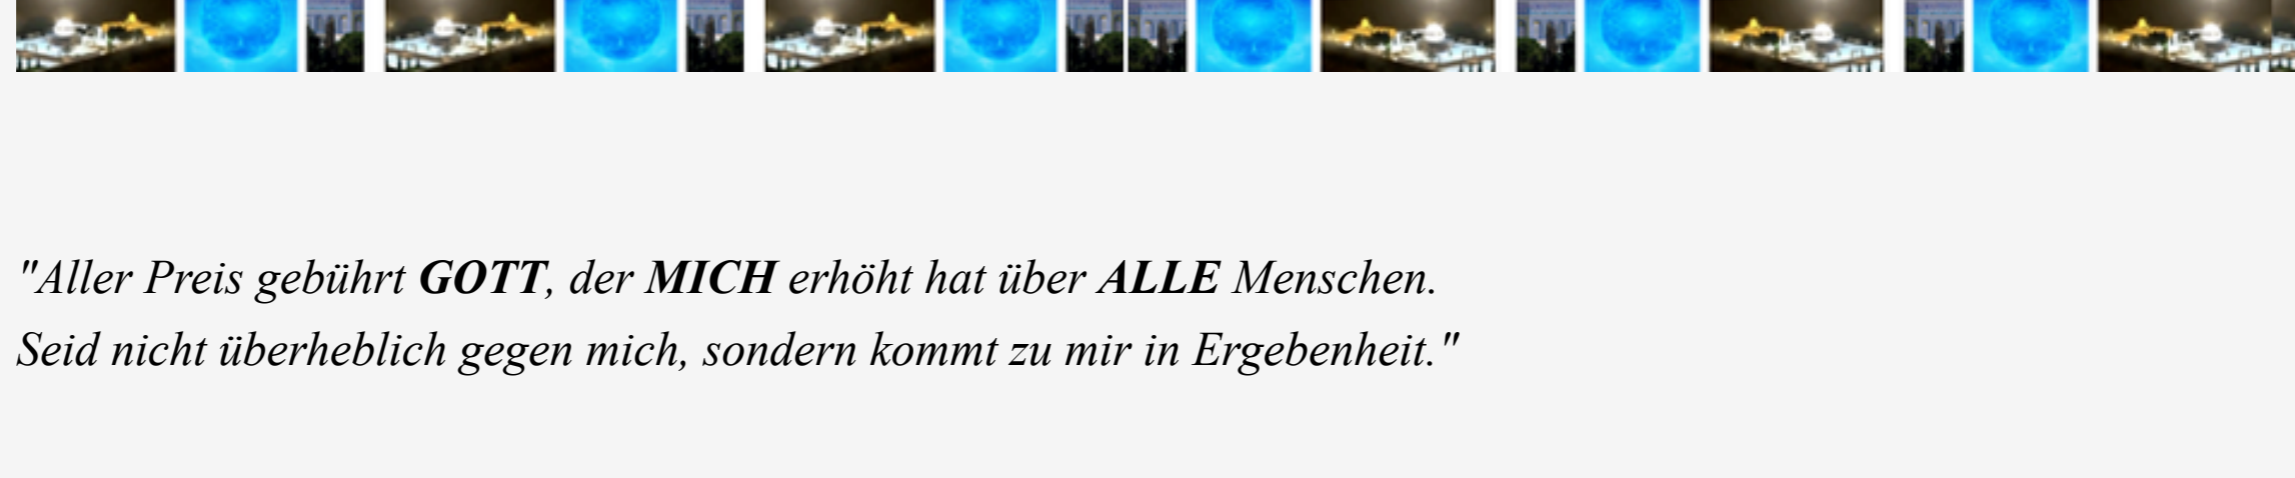 "Aller Preis gebührt GOTT, der MICH erhöht hat über ALLE Menschen.
Seid nicht überheblich gegen mich, sondern kommt zu mir in Ergebenheit."